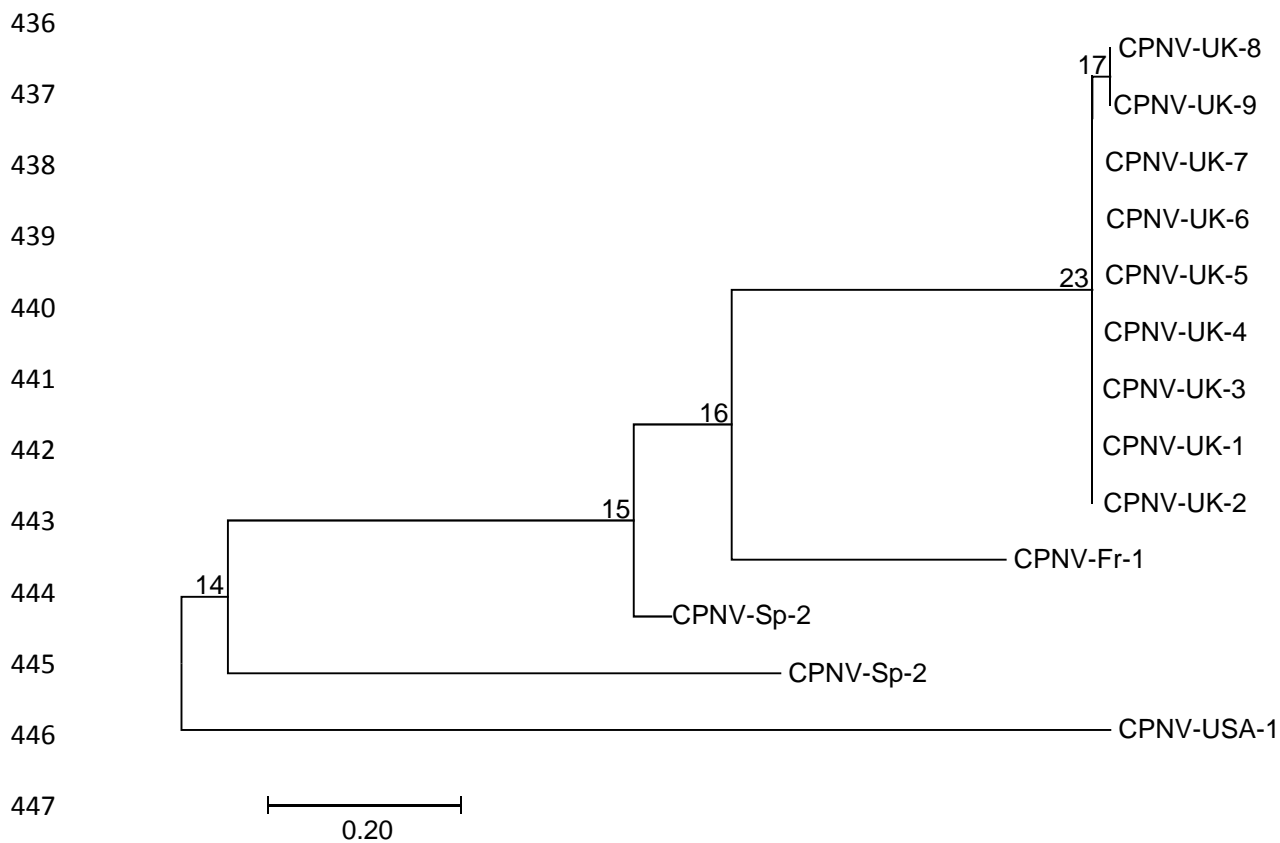 436
CPNV-UK-8
17
437
CPNV-UK-9
438
CPNV-UK-7
439
CPNV-UK-6
23
CPNV-UK-5
440
CPNV-UK-4
441
CPNV-UK-3
16
442
CPNV-UK-1
15
443
CPNV-UK-2
CPNV-Fr-1
14
444
CPNV-Sp-2
445
CPNV-Sp-2
446
CPNV-USA-1
447
0.20